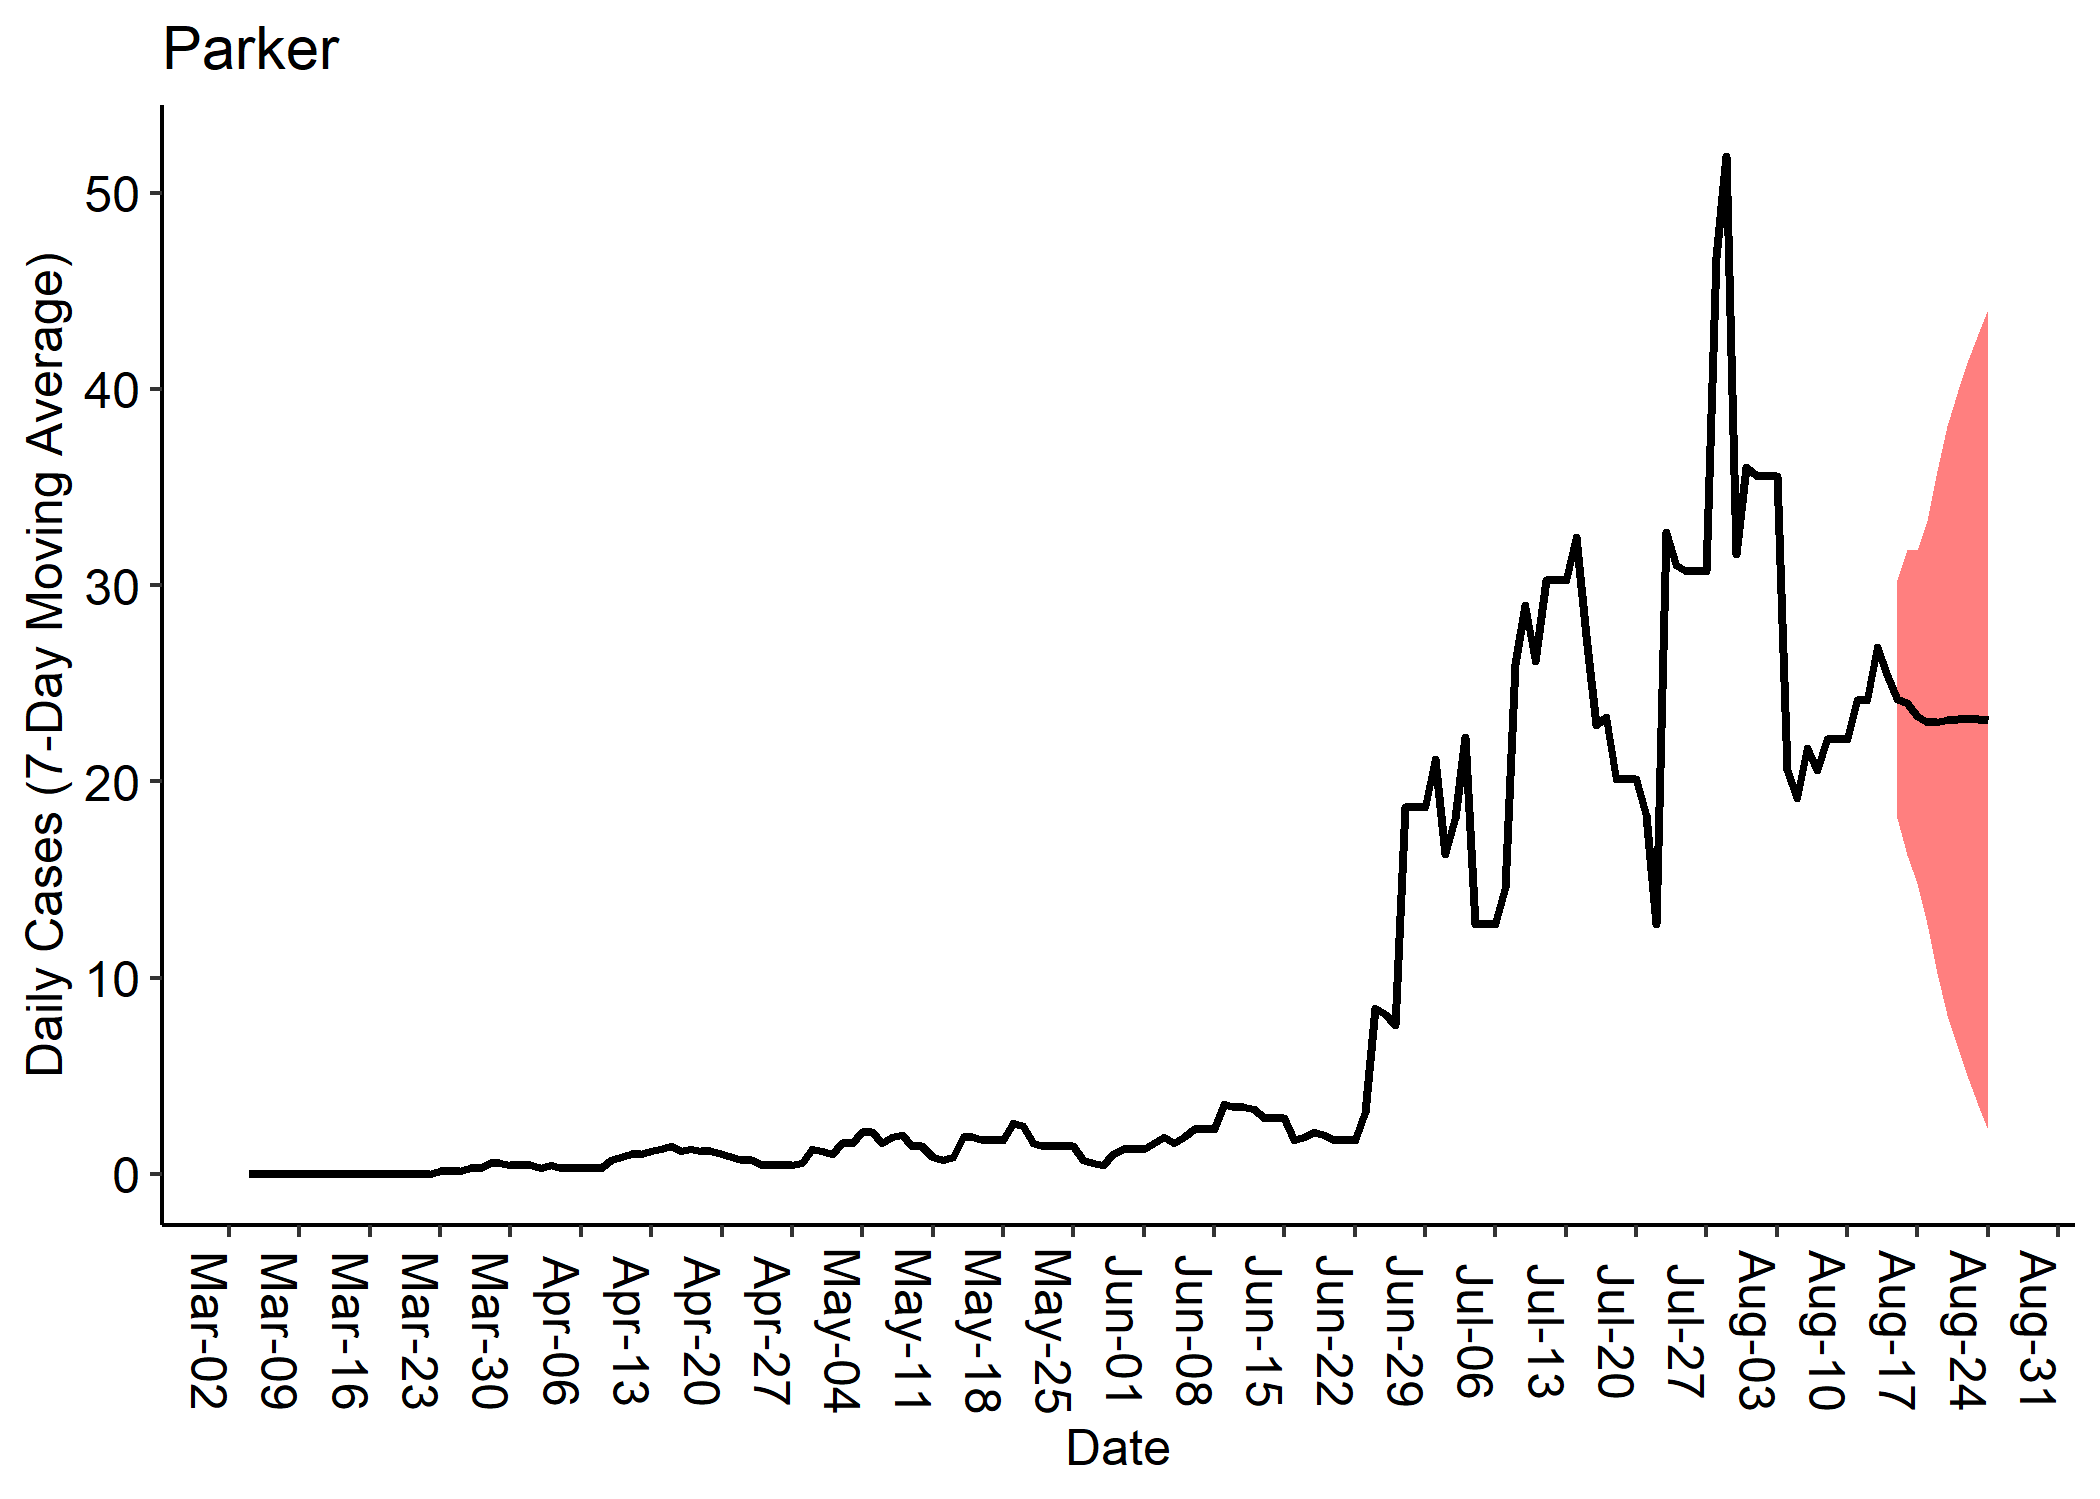 Parker
Daily Cases (7-Day Moving Average)
50
40
30
20
10
0
Mar-02
Mar-09
Mar-16
Mar-23
Mar-30
Apr-06
Apr-13
Apr-20
Apr-27
May-04
May-11
May-18
May-25
Jun-01
Jun-08
Jun-15
Jun-22
Jun-29
Jul-06
Jul-13
Jul-20
Jul-27
Aug-03
Aug-10
Aug-17
Aug-24
Aug-31
Date